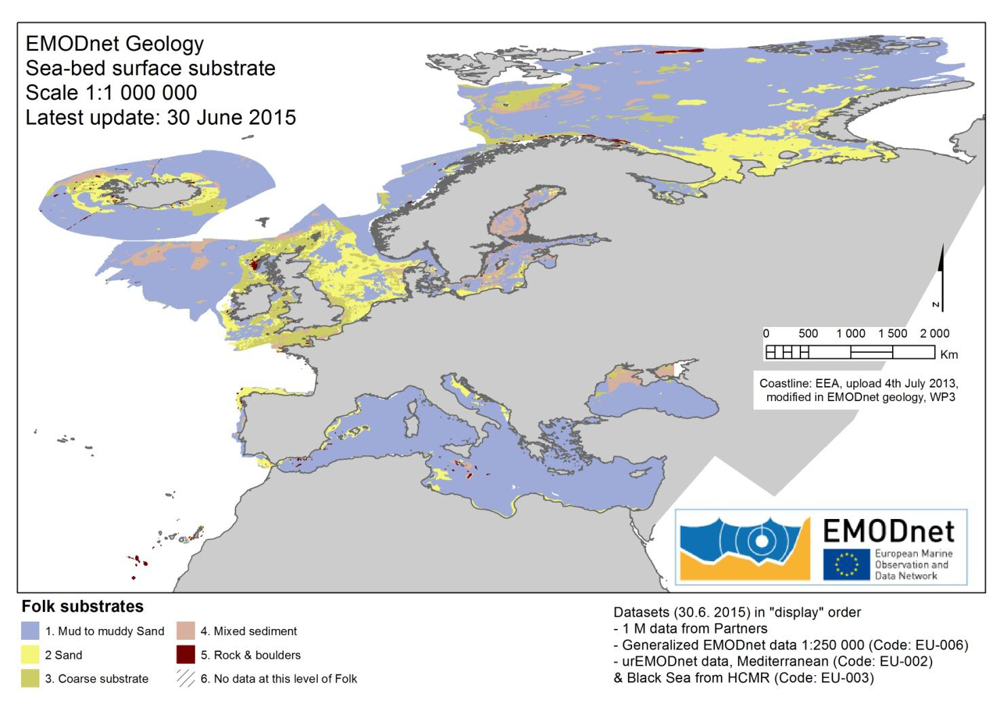 EMODnet Geology
Sea-bed surface substrate
Scale 1:1 000 000
Latest update: 30 June 2015
N
0 500 1 000 1 500 2 000
Km
Coastline: EEA, upload 4th July 2013,
modified in EMODnet geology, WP3
EMODnet
European Marine
Observation and
Data Network
Folk substrates
1. Mud to muddy Sand
2 Sand
3. Coarse substrate
4. Mixed sediment
5. Rock & boulders
6. No data at this level of Folk
Datasets (30.6. 2015) in "display" order
- 1 M data from Partners
- Generalized EMODnet data 1:250 000 (Code: EU-006)
- urEMODnet data, Mediterranean (Code: EU-002)
& Black Sea from HCMR (Code: EU-003)